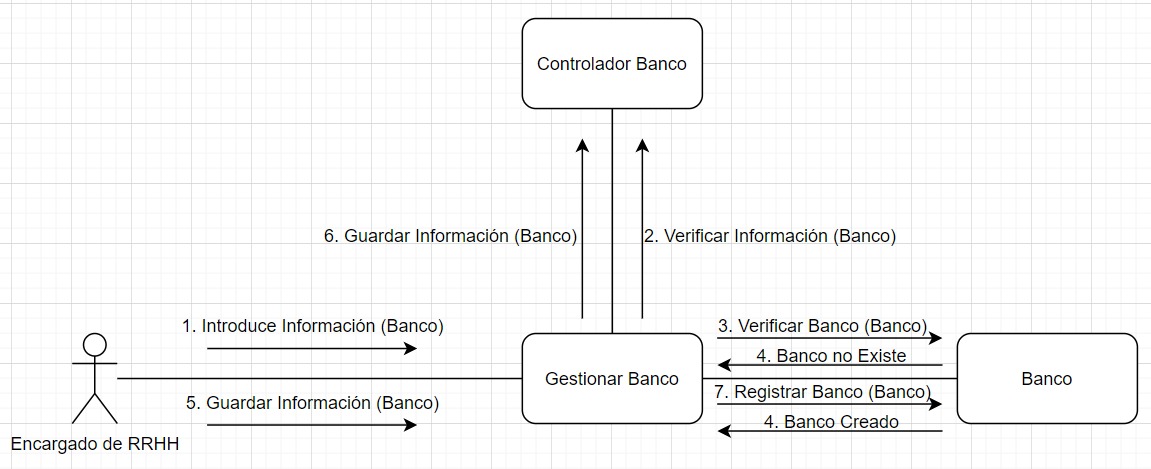 Controlador Banco
6. Guardar Información (Banco)
2. Verificar Información (Banco)
1. Introduce Información (Banco)
3. Verificar Banco (Banco)
4. Banco no Existe
Gestionar Banco
Banco
7. Registrar Banco (Banco)
5. Guardar Información (Banco)
4. Banco Creado
Encargado de RRHH